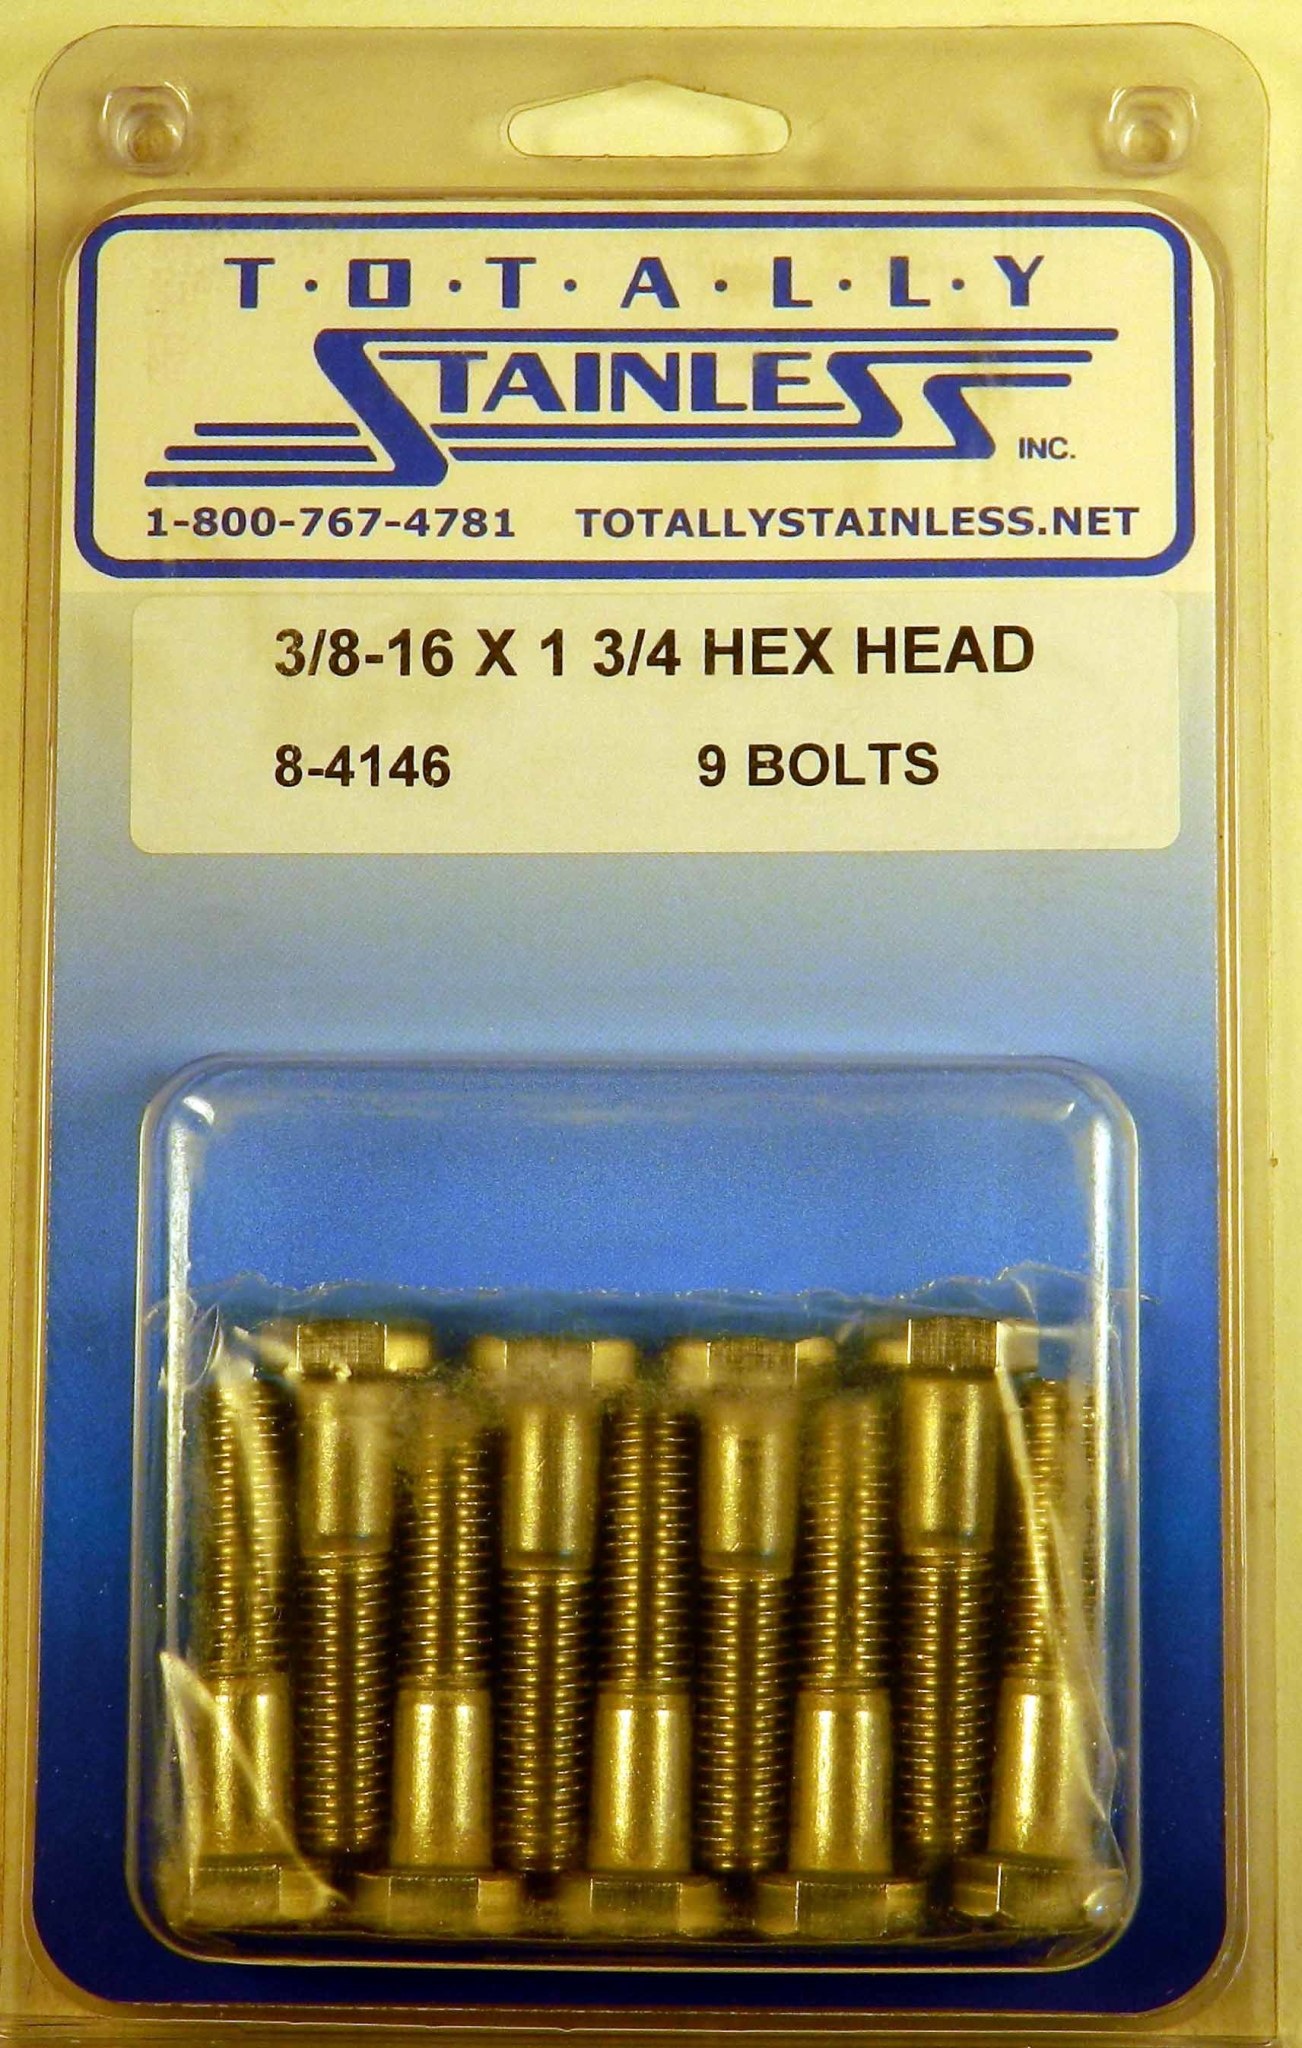 T·O·T·A·L·L·Y
STAINLESS INC.
1-800-767-4781 TOTALLYSTAINLESS.NET
3/8-16 X 1 3/4 HEX HEAD
8-4146 9 BOLTS